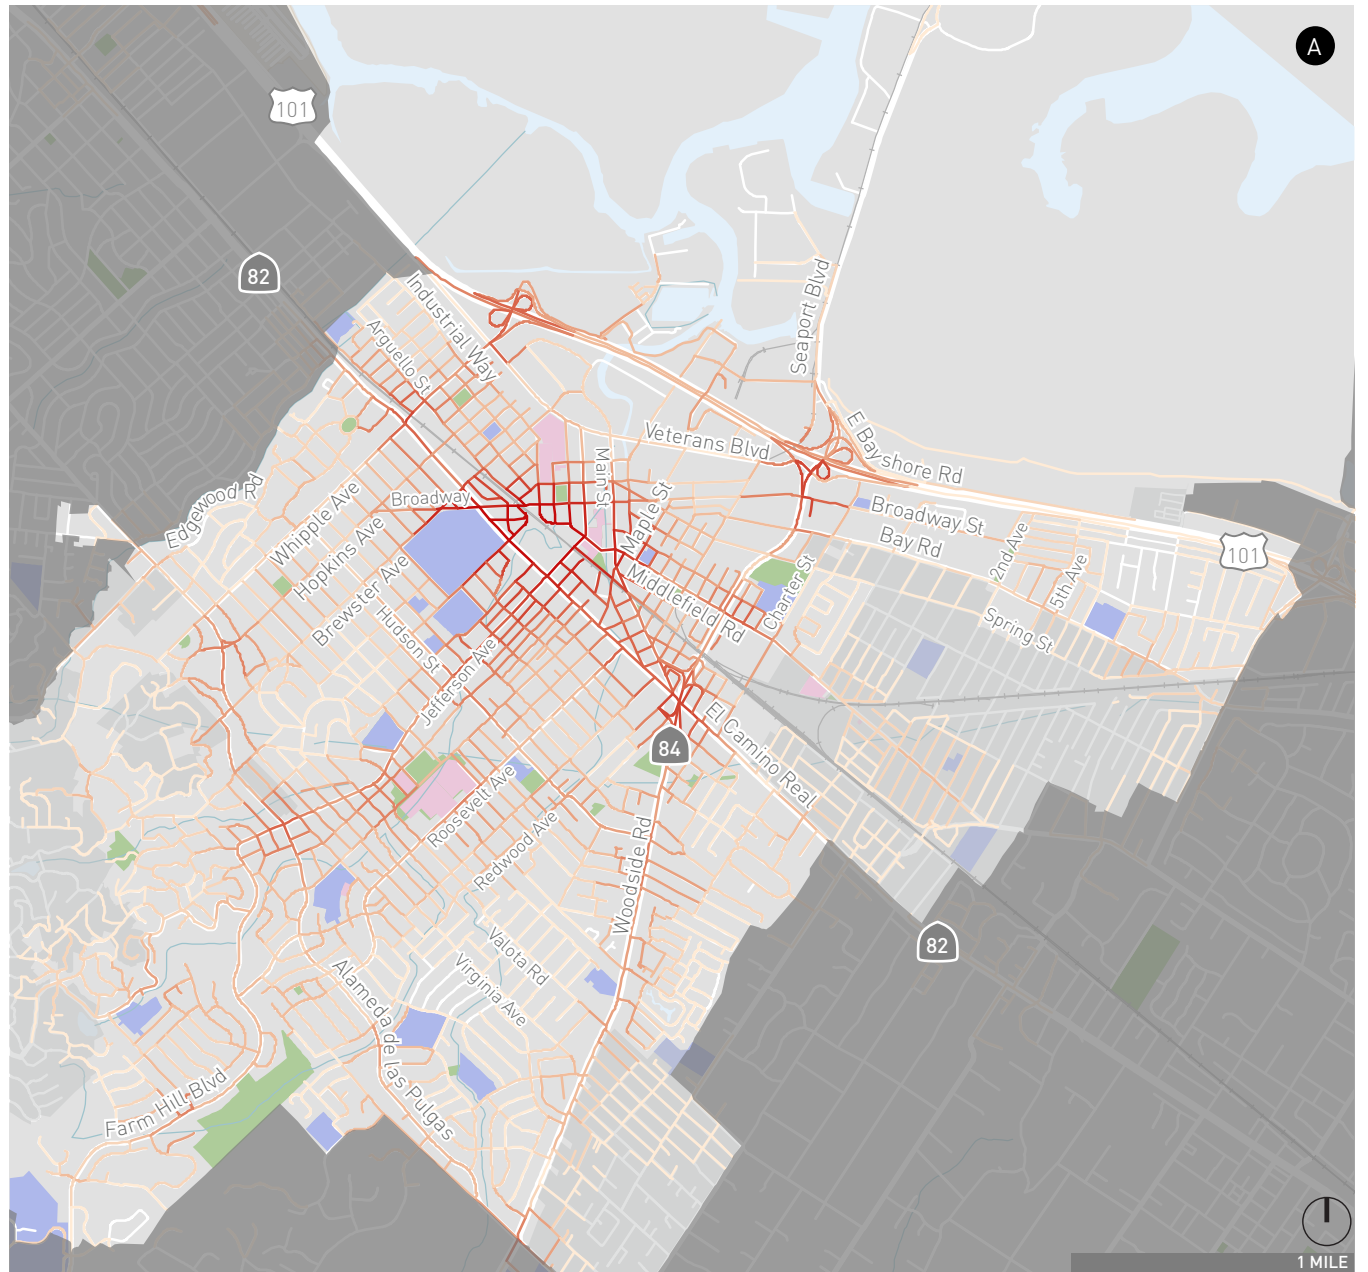 A
101
82
Industrial Way
Arguello St
Seaport Blvd
E Bayshore Rd
Veterans Blvd
Main St
Maple St
Broadway
Edgewood Rd
Whipple Ave
Hopkins Ave
Brewster Ave
Hudson St
Jefferson Ave
Middlefield Rd
Charter St
Broadway St
Bay Rd
2nd Ave
5th Ave
101
Spring St
El Camino Real
84
Roosevelt Ave
Redwood Ave
Woodside Rd
82
Valota Rd
Virginia Ave
Alameda de las Pulgas
Farm Hill Blvd
1 MILE